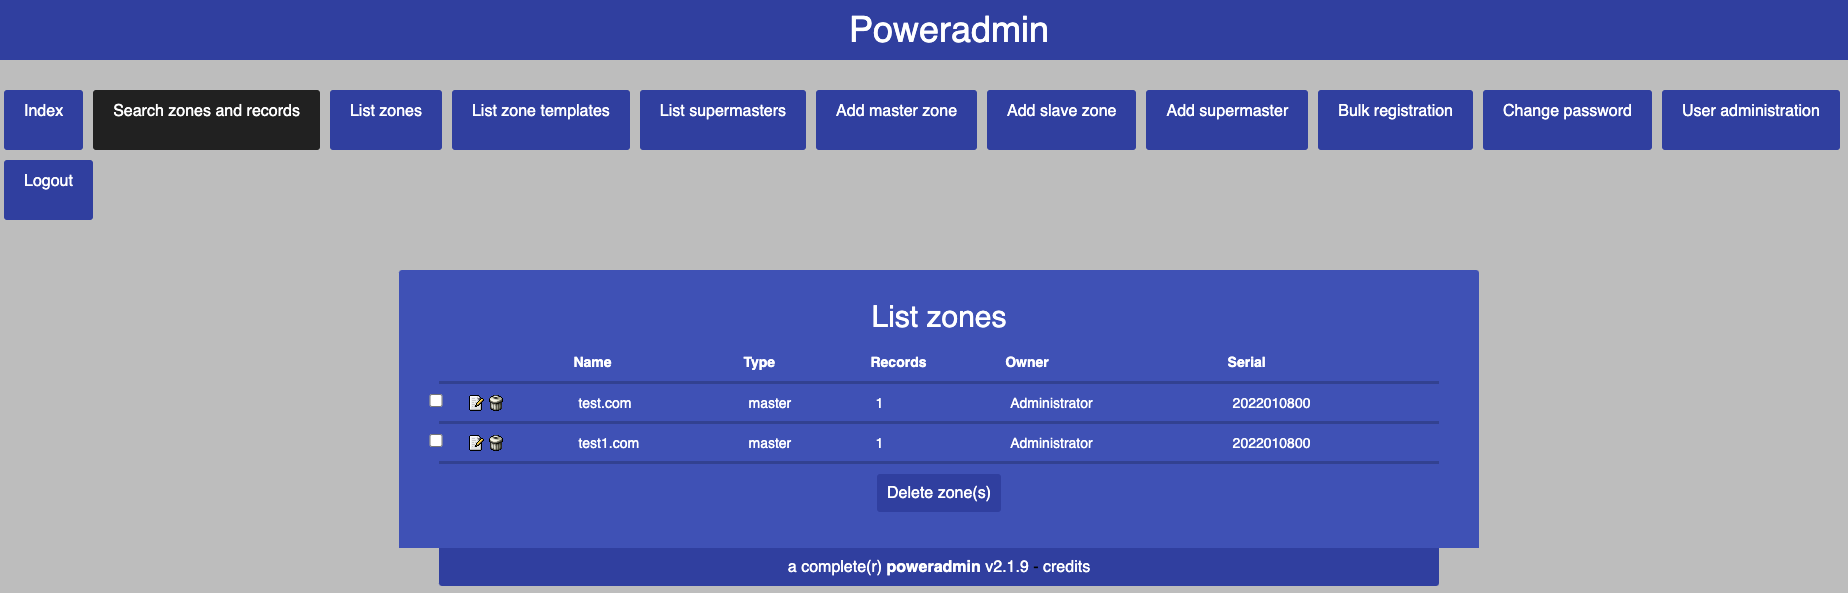 Poweradmin
Index Search zones and records List zones List zone templates List supermasters Add master zone Add slave zone Add supermaster Bulk registration Change password User administration
Logout
List zones
Name Type Records Owner Serial
test.com master 1 Administrator 2022010800
test1.com master 1 Administrator 2022010800
Delete zone(s)
a complete(r) poweradmin v2.1.9 - credits